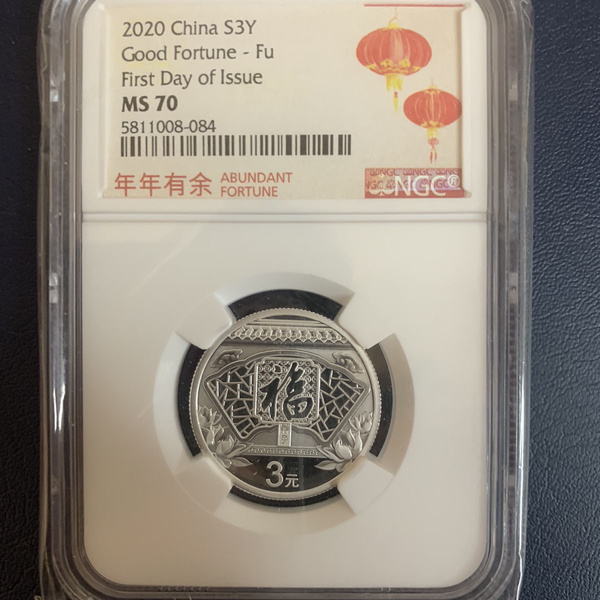 2020 China S3Y
Good Fortune - Fu
First Day of Issue
MS 70
5811008-084
年年有余 ABUNDANT
FORTUNE
NGC®
福
3元